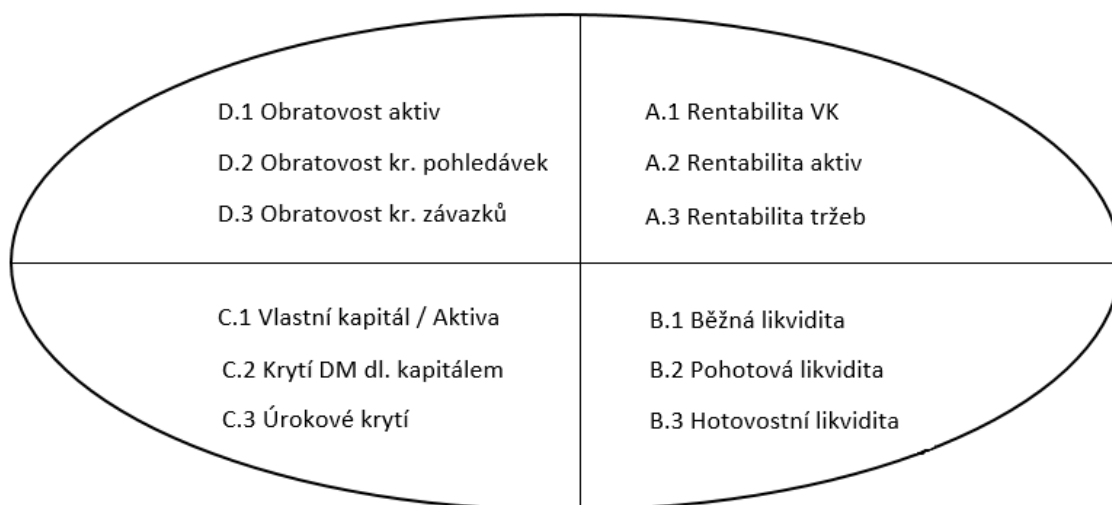 D.1 Obratovost aktiv
D.2 Obratovost kr. pohledávek
D.3 Obratovost kr. závazků
A.1 Rentabilita VK
A.2 Rentabilita aktiv
A.3 Rentabilita tržeb
C.1 Vlastní kapitál / Aktiva
C.2 Krytí DM dl. kapitálem
C.3 Úrokové krytí
B.1 Běžná likvidita
B.2 Pohotová likvidita
B.3 Hotovostní likvidita